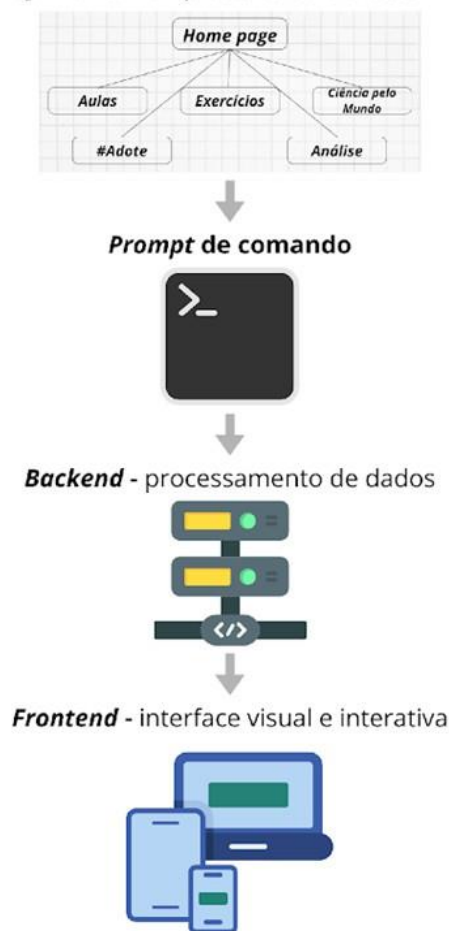 Home page
Aulas
Exercícios
Ciência pelo
Mundo
#Adote
Análise
Prompt de comando
>_
Backend - processamento de dados
</>
Frontend - interface visual e interativa